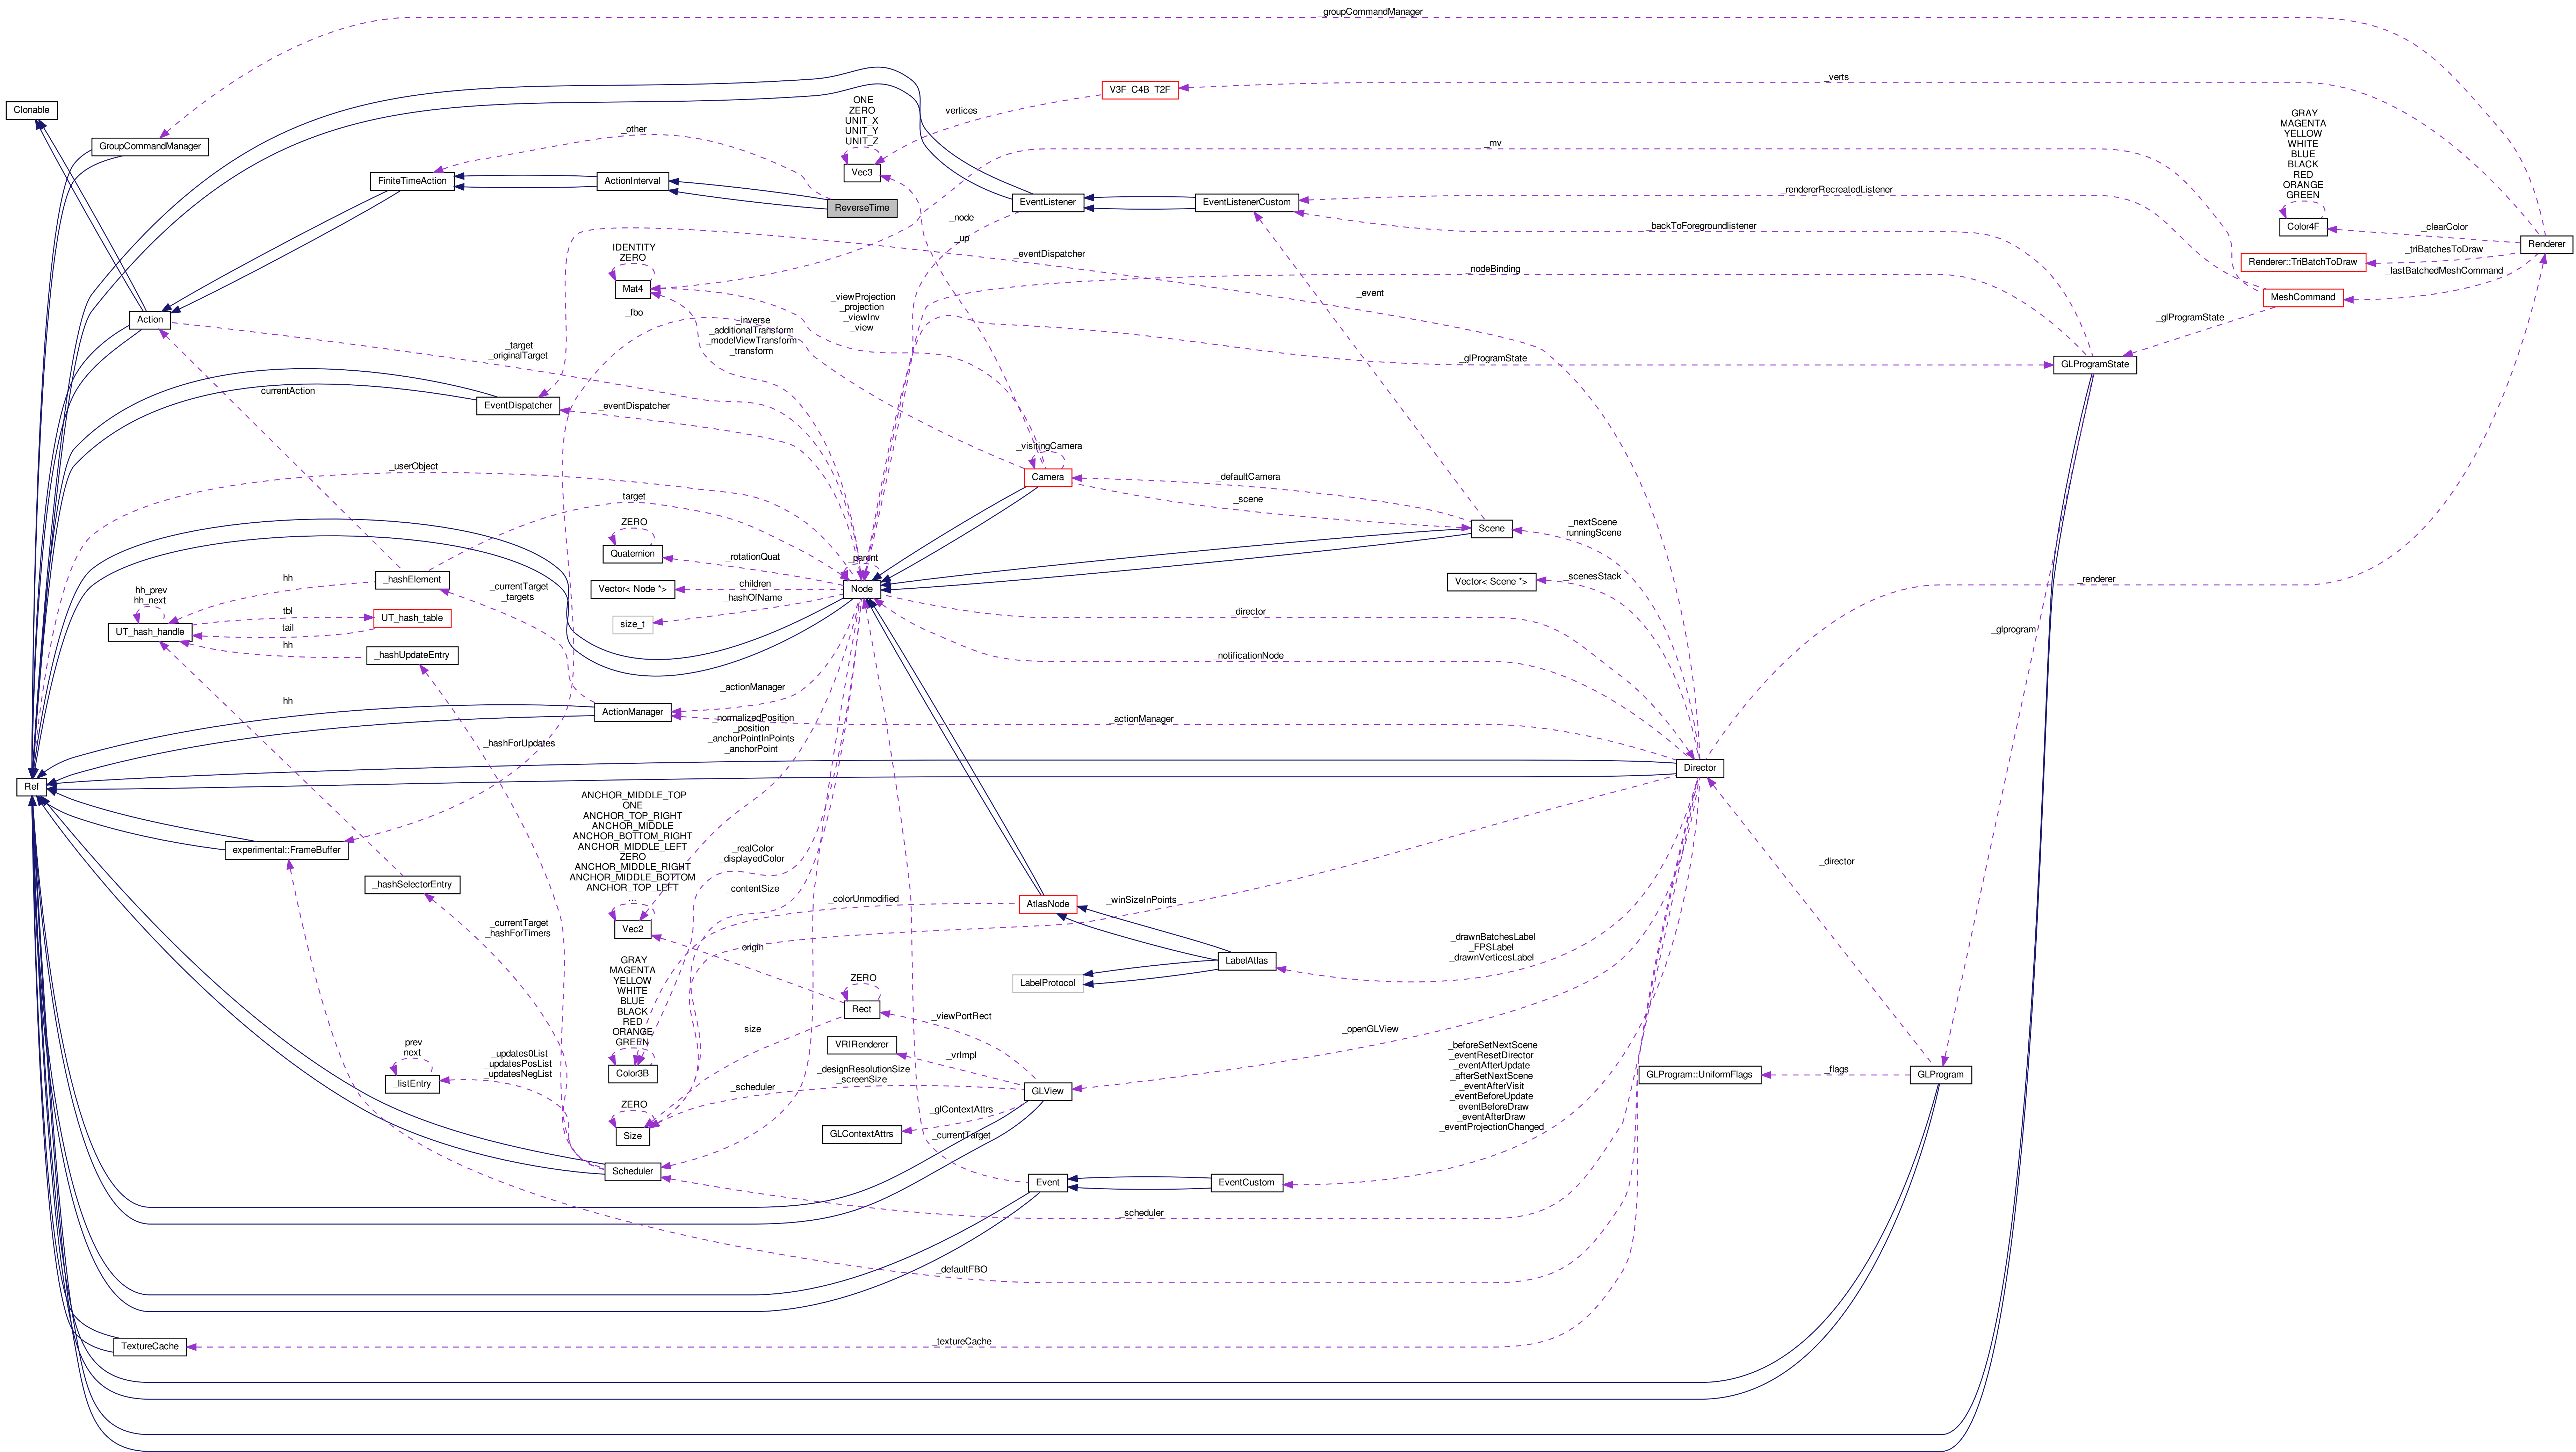 _groupCommandManager
_verts
V3F_C4B_T2F
vertices
ONE
ZERO
UNIT_X
UNIT_Y
UNIT_Z
Vec3
Clonable
GroupCommandManager
_other
FiniteTimeAction
ActionInterval
ReverseTime
_mv
_rendererRecreatedListener
EventListener
EventListenerCustom
GRAY
MAGENTA
YELLOW
WHITE
BLUE
BLACK
RED
ORANGE
GREEN
Color4F
_clearColor
Renderer
_triBatchesToDraw
Renderer::TriBatchToDraw
_lastBatchedMeshCommand
MeshCommand
_backToForegroundlistener
_node
_up
_eventDispatcher
IDENTITY
ZERO
Mat4
_nodeBinding
_event
_viewProjection
_projection
_viewInv
_view
_fbo
_inverse
_additionalTransform
_modelViewTransform
_transform
Action
_target
_originalTarget
_glProgramState
_glProgramState
GLProgramState
currentAction
EventDispatcher
_eventDispatcher
_visitingCamera
Camera
_userObject
_defaultCamera
target
_scene
Scene
_nextScene
_runningScene
ZERO
Quaternion
_rotationQuat
_parent
_hashElement
hh
_currentTarget
_targets
Vector< Node *>
_children
Node
_hashOfName
size_t
Vector< Scene *>
_scenesStack
_renderer
hh_prev
hh_next
UT_hash_handle
tbl
tail
UT_hash_table
hh
_hashUpdateEntry
_director
_notificationNode
_glprogram
_actionManager
ActionManager
_actionManager
hh
_normalizedPosition
_position
_anchorPointInPoints
_anchorPoint
_hashForUpdates
Director
Ref
ANCHOR_MIDDLE_TOP
ONE
ANCHOR_TOP_RIGHT
ANCHOR_MIDDLE
ANCHOR_BOTTOM_RIGHT
ANCHOR_MIDDLE_LEFT
ZERO
ANCHOR_MIDDLE_RIGHT
ANCHOR_MIDDLE_BOTTOM
ANCHOR_TOP_LEFT
...
Vec2
experimental::FrameBuffer
_realColor
_displayedColor
_director
_hashSelectorEntry
_contentSize
_colorUnmodified
AtlasNode
_winSizeInPoints
_currentTarget
_hashForTimers
origin
_drawnBatchesLabel
_FPSLabel
_drawnVerticesLabel
LabelAtlas
LabelProtocol
GRAY
MAGENTA
YELLOW
WHITE
BLUE
BLACK
RED
ORANGE
GREEN
Color3B
ZERO
Rect
_viewPortRect
size
_openGLView
VRIRenderer
_vrImpl
prev
next
_listEntry
_updates0List
_updatesPosList
_updatesNegList
_scheduler
_designResolutionSize
_screenSize
GLView
_beforeSetNextScene
_eventResetDirector
_eventAfterUpdate
_afterSetNextScene
_eventAfterVisit
_eventBeforeUpdate
_eventBeforeDraw
_eventAfterDraw
_eventProjectionChanged
GLProgram::UniformFlags
_flags
GLProgram
ZERO
Size
_glContextAttrs
GLContextAttrs
_currentTarget
Scheduler
Event
EventCustom
_scheduler
_defaultFBO
TextureCache
_textureCache